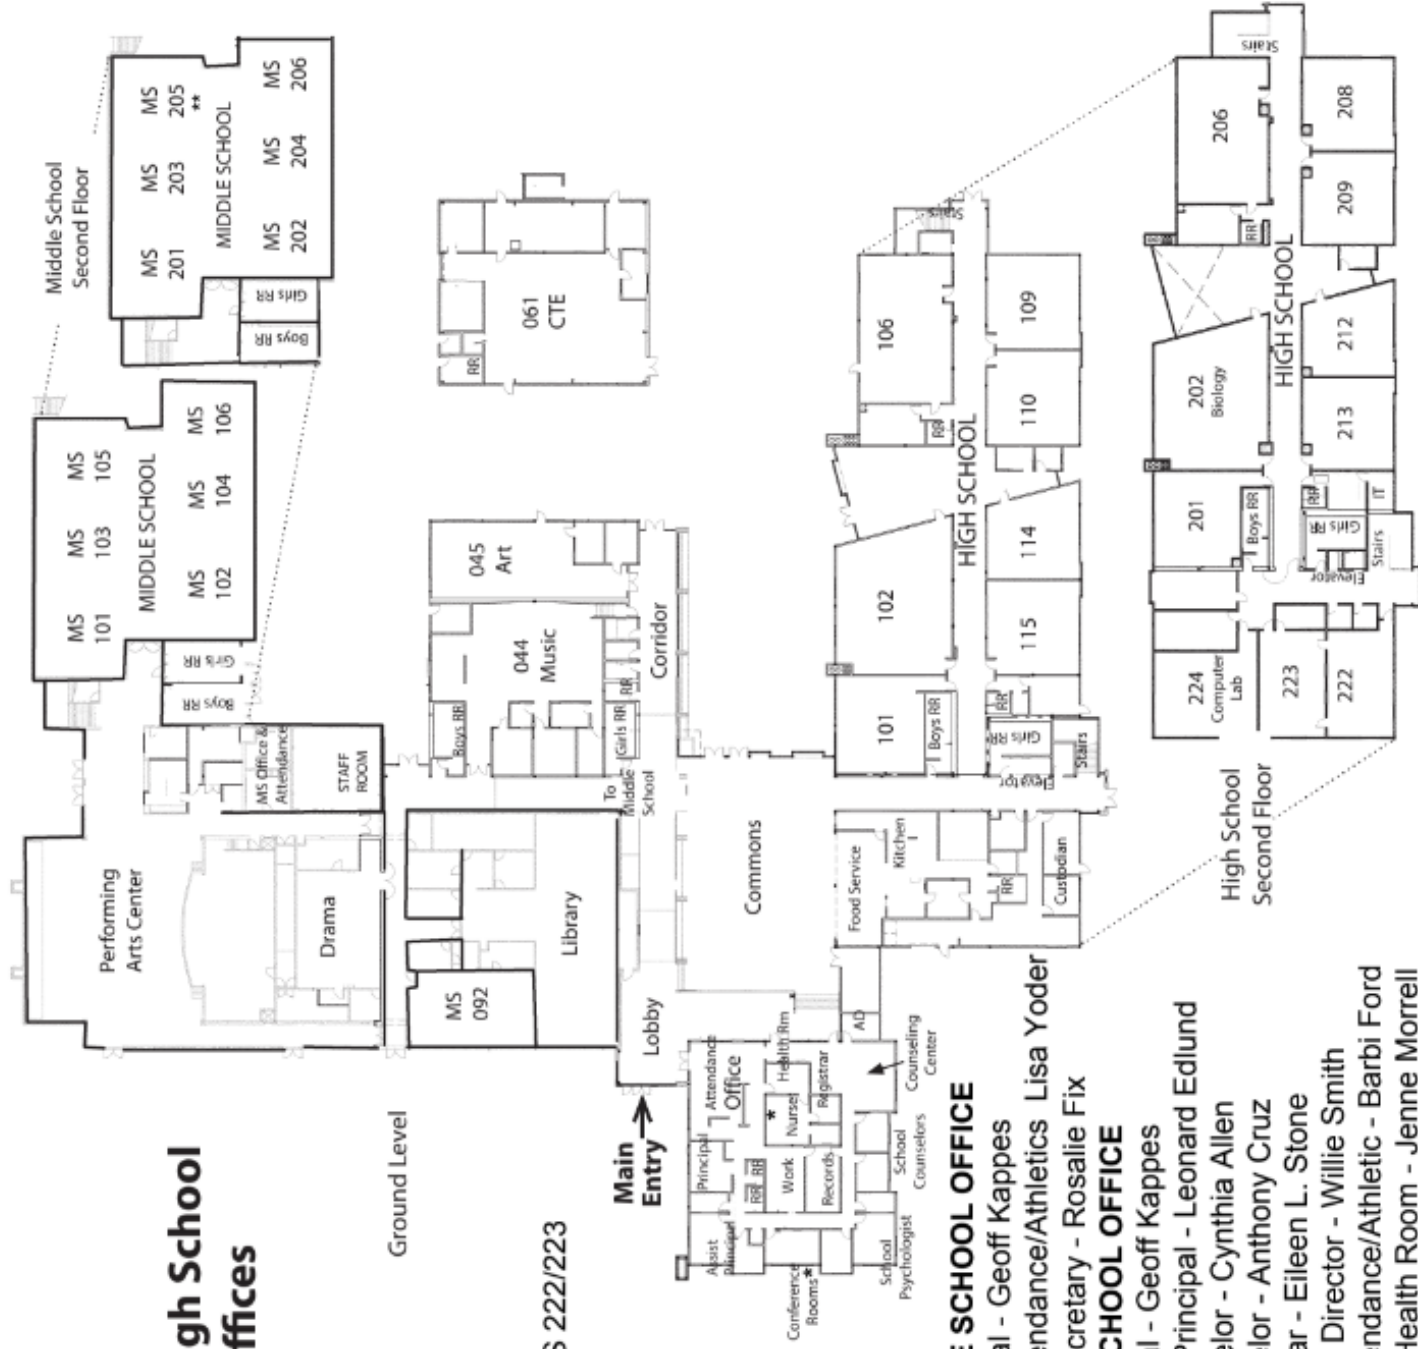 gh School
ffices
Ground Level
S 222/223
Middle School
Second Floor
MS
201
MS
203
MS
205
**
MIDDLE SCHOOL
MS
202
MS
204
MS
206
Boys RR
Girls RR
MS
101
MS
103
MS
105
MIDDLE SCHOOL
MS
102
MS
104
MS
106
Boys RR
Girls RR
061
CTE
RR
Performing
Arts Center
MS Office &
Attendance
STAFF
ROOM
Drama
MS
092
Library
045
Art
044
Music
Boys RR
Girls RR
RR
Corridor
To
Middle
School
Lobby
Main
Entry
Commons
Attendance
Office
Principal
Assist
Principal
Health Rm
*
Nurse
Registrar
RR
RR
Work
Records
AD
Counseling
Center
School
Counselors
School
Psychologist
Conference
Rooms*
Food Service
Kitchen
RR
Custodian
101
102
106
Boys RR
RR
Stairs
HIGH SCHOOL
RR
Girls RR
Elevator
Stairs
115
114
110
109
High School
Second Floor
224
Computer
Lab
223
222
201
Boys RR
202
Biology
206
RR
Stairs
HIGH SCHOOL
RR
Girls RR
IT
Elevator
Stairs
213
212
209
208
E SCHOOL OFFICE
al - Geoff Kappes
endance/Athletics Lisa Yoder
cretary - Rosalie Fix
CHOOL OFFICE
l - Geoff Kappes
Principal - Leonard Edlund
elor - Cynthia Allen
lor - Anthony Cruz
ar - Eileen L. Stone
Director - Willie Smith
ndance/Athletic - Barbi Ford
Health Room - Jenne Morrell